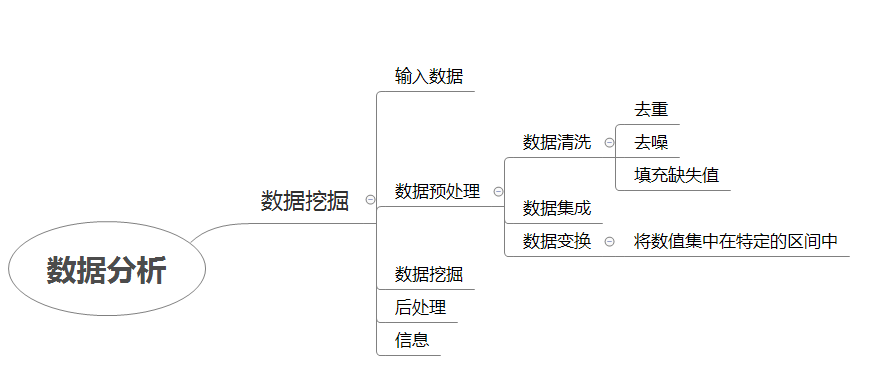 数据分析
数据挖掘
输入数据
数据预处理
数据清洗
去重
去噪
填充缺失值
数据集成
数据变换
将数值集中在特定的区间中
数据挖掘
后处理
信息